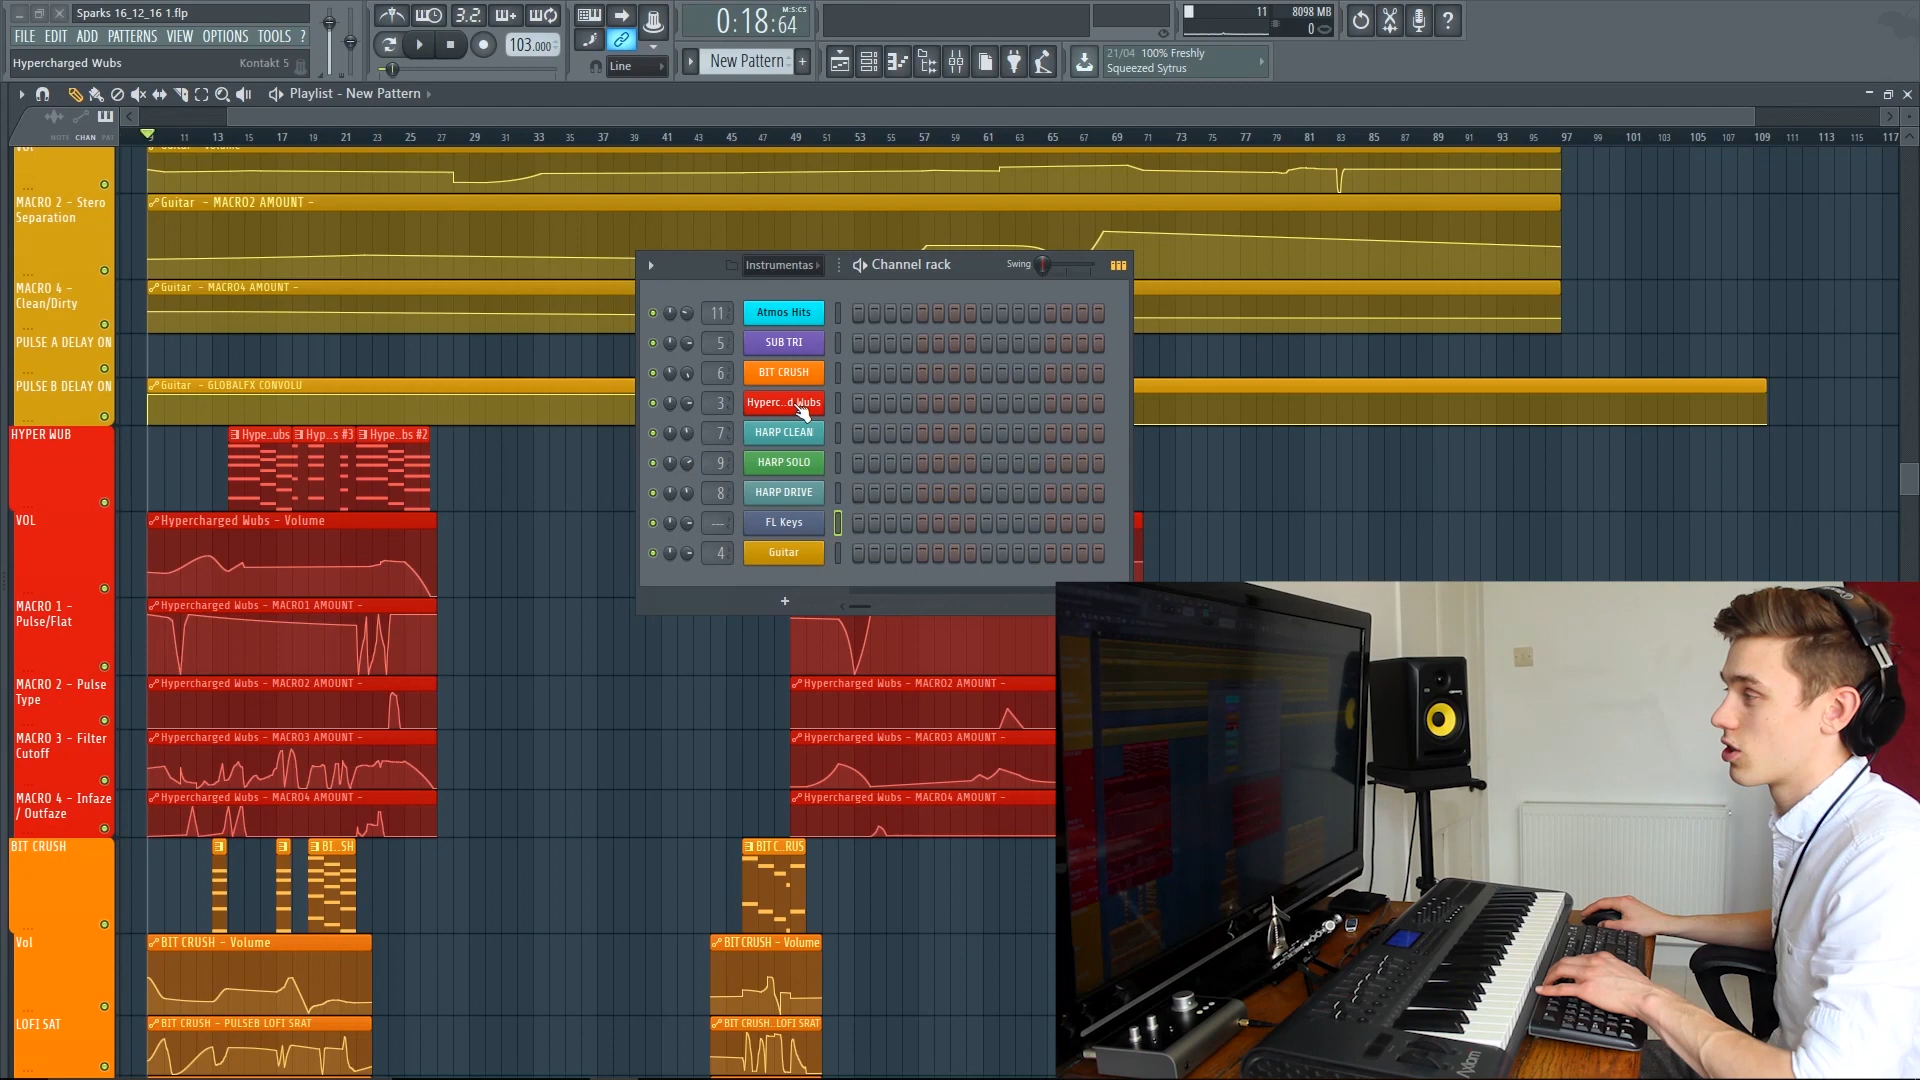 Sparks 16_12_16 1.flp
FILE EDIT ADD PATTERNS VIEW OPTIONS TOOLS ?
Hypercharged Wubs
Kontakt 5
3.2.
103.000
Line
0:18:64
M:S:CS
New Pattern
+
11
8098 MB
0
?
21/04 100% Freshly
Squeezed Sytrus
Playlist - New Pattern
NOTE CHAN PAT
9 11 13 15 17 19 21 23 25 27 29 31 33 35 37 39 41 43 45 47 49 51 53 55 57 59 61 63 65 67 69 71 73 75 77 79 81 83 85 87 89 91 93 95 97 99 101 103 105 107 109 111 113 115 117
Vol
Guitar - Volume
MACRO 2 - Stero
Separation
Guitar - MACRO2 AMOUNT -
MACRO 4 -
Clean/Dirty
Guitar - MACRO4 AMOUNT -
PULSE A DELAY ON
PULSE B DELAY ON
Guitar - GLOBALFX CONVOLU
HYPER WUB
Hype..ubs
Hyp..s #3
Hype..bs #2
VOL
Hypercharged Wubs - Volume
MACRO 1 -
Pulse/Flat
Hypercharged Wubs - MACRO1 AMOUNT -
MACRO 2 - Pulse
Type
Hypercharged Wubs - MACRO2 AMOUNT -
Hypercharged Wubs - MACRO2 AMOUNT -
MACRO 3 - Filter
Cutoff
Hypercharged Wubs - MACRO3 AMOUNT -
Hypercharged Wubs - MACRO3 AMOUNT -
MACRO 4 - Infaze
/ Outfaze
Hypercharged Wubs - MACRO4 AMOUNT -
Hypercharged Wubs - MACRO4 AMOUNT -
BIT CRUSH
BI..SH
BIT C..RUS
Vol
BIT CRUSH - Volume
BIT CRUSH - Volume
LOFI SAT
BIT CRUSH - PULSEB LOFI SRAT
BIT CRUSH..LOFI SRAT
Instrumentas
Channel rack
Swing
11 Atmos Hits
5 SUB TRI
6 BIT CRUSH
3 Hyperc..d Wubs
7 HARP CLEAN
9 HARP SOLO
8 HARP DRIVE
--- FL Keys
4 Guitar
+
Axiom